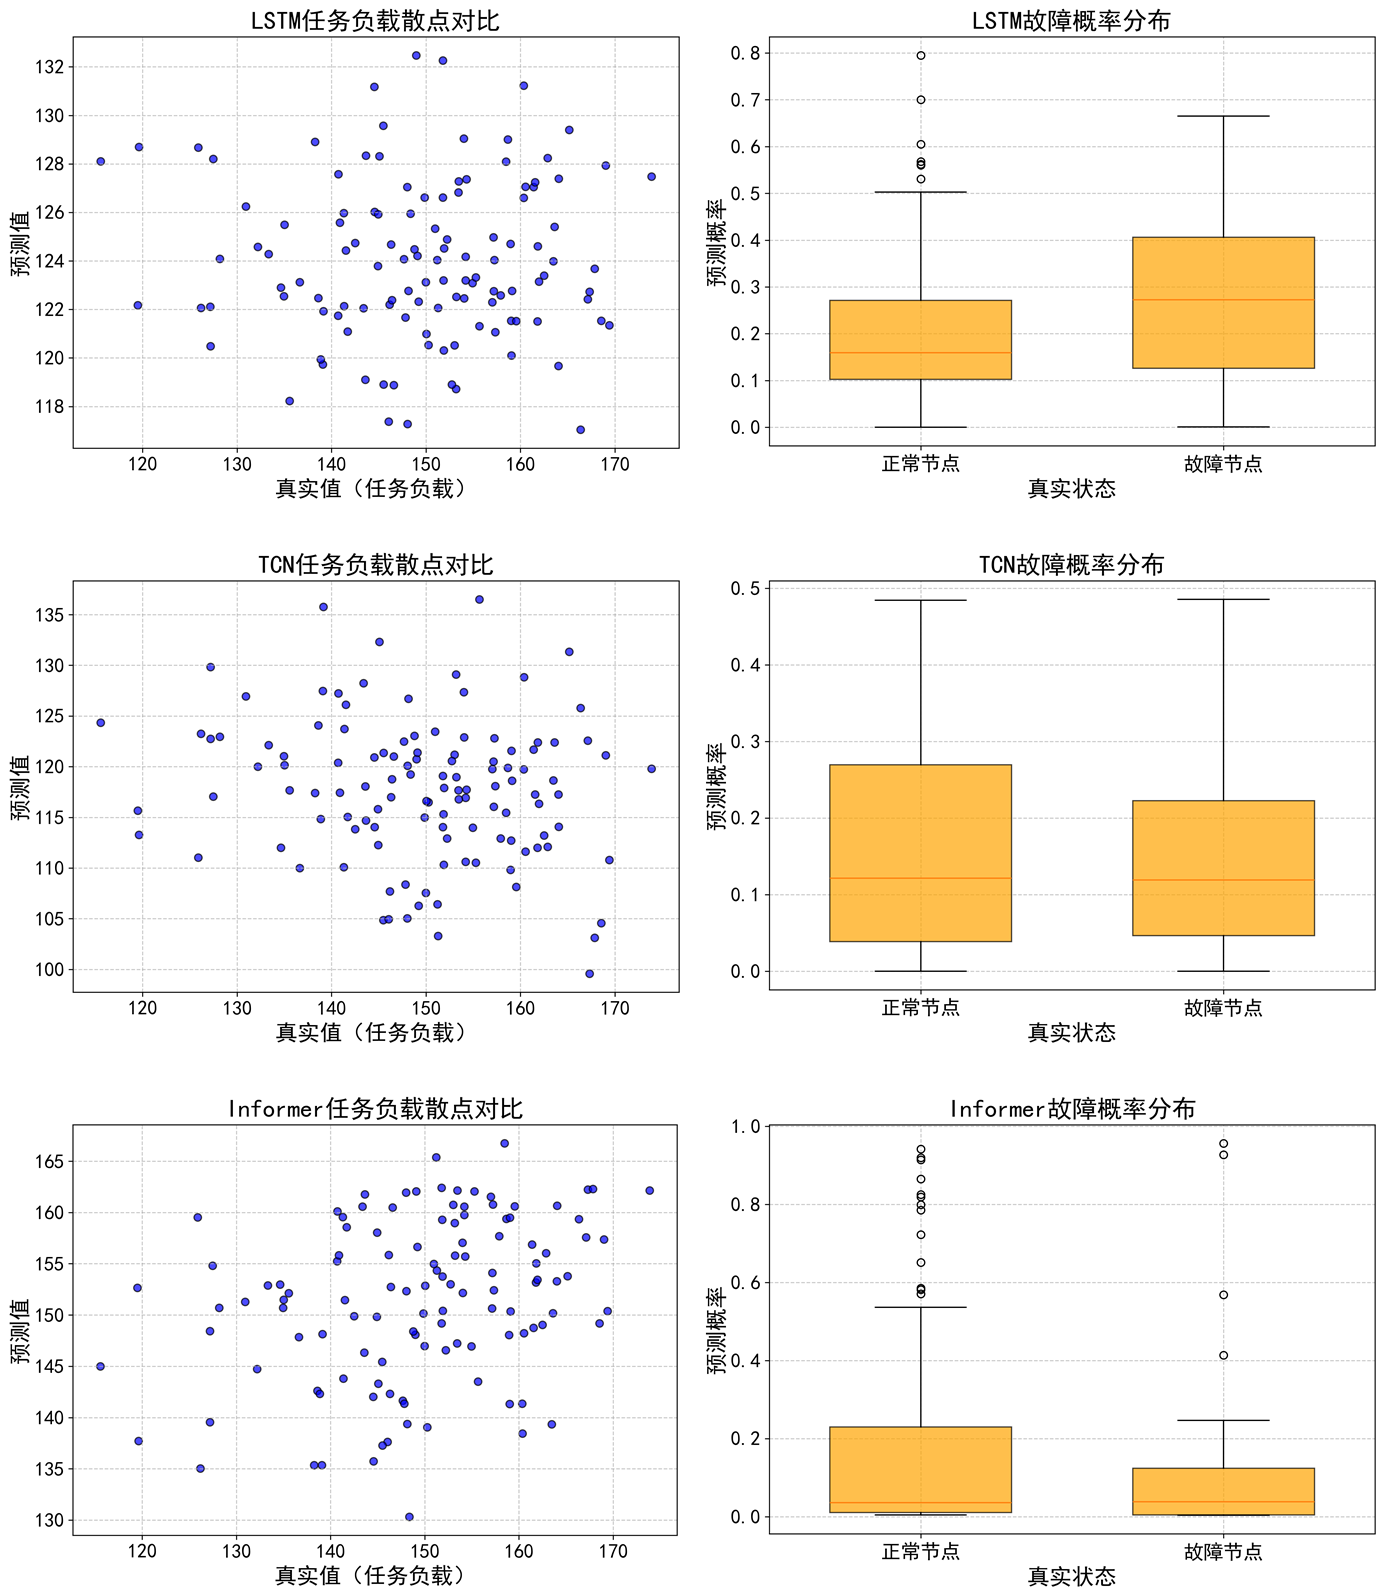 LSTM任务负载散点对比
预测值
132
130
128
126
124
122
120
118
120 130 140 150 160 170
真实值（任务负载）
LSTM故障概率分布
预测概率
0.8
0.7
0.6
0.5
0.4
0.3
0.2
0.1
0.0
正常节点 故障节点
真实状态
TCN任务负载散点对比
预测值
135
130
125
120
115
110
105
100
120 130 140 150 160 170
真实值（任务负载）
TCN故障概率分布
预测概率
0.5
0.4
0.3
0.2
0.1
0.0
正常节点 故障节点
真实状态
Informer任务负载散点对比
预测值
165
160
155
150
145
140
135
130
120 130 140 150 160 170
真实值（任务负载）
Informer故障概率分布
预测概率
1.0
0.8
0.6
0.4
0.2
0.0
正常节点 故障节点
真实状态